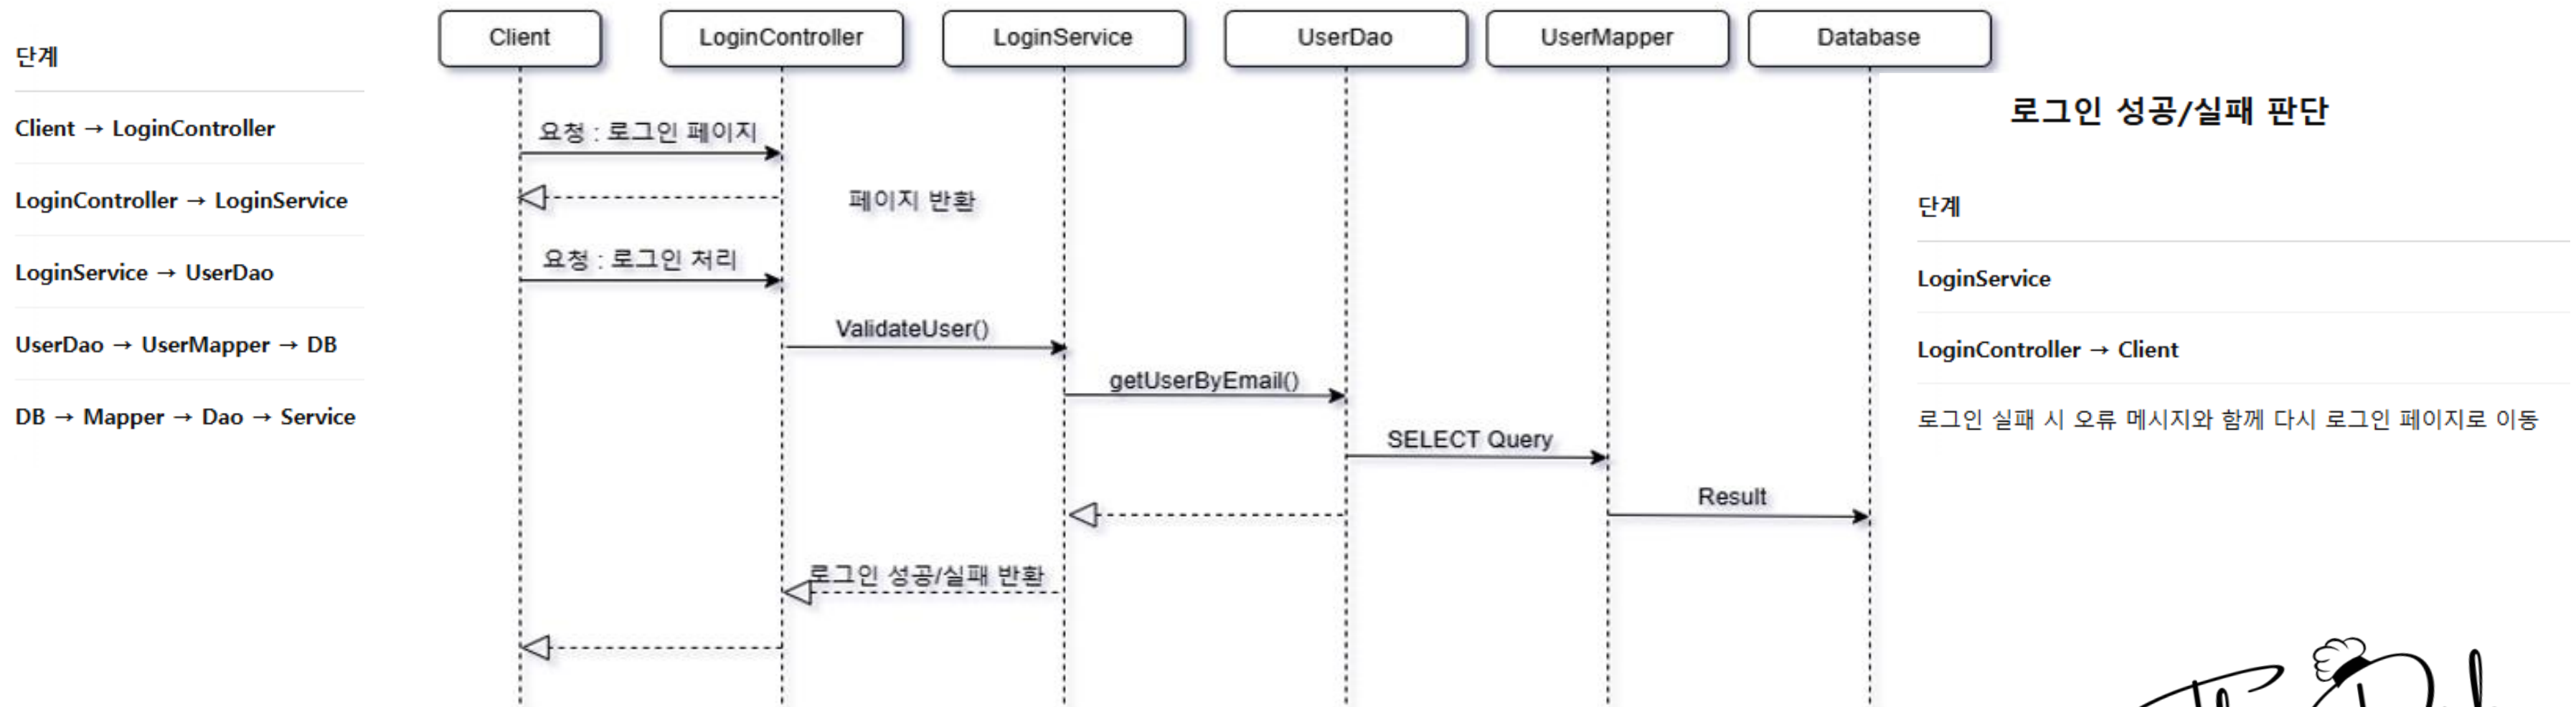 단계
Client → LoginController
LoginController → LoginService
LoginService → UserDao
UserDao → UserMapper → DB
DB → Mapper → Dao → Service
Client
LoginController
LoginService
UserDao
UserMapper
Database
요청 : 로그인 페이지
페이지 반환
요청 : 로그인 처리
ValidateUser()
getUserByEmail()
SELECT Query
Result
로그인 성공/실패 반환
로그인 성공/실패 판단
단계
LoginService
LoginController → Client
로그인 실패 시 오류 메시지와 함께 다시 로그인 페이지로 이동